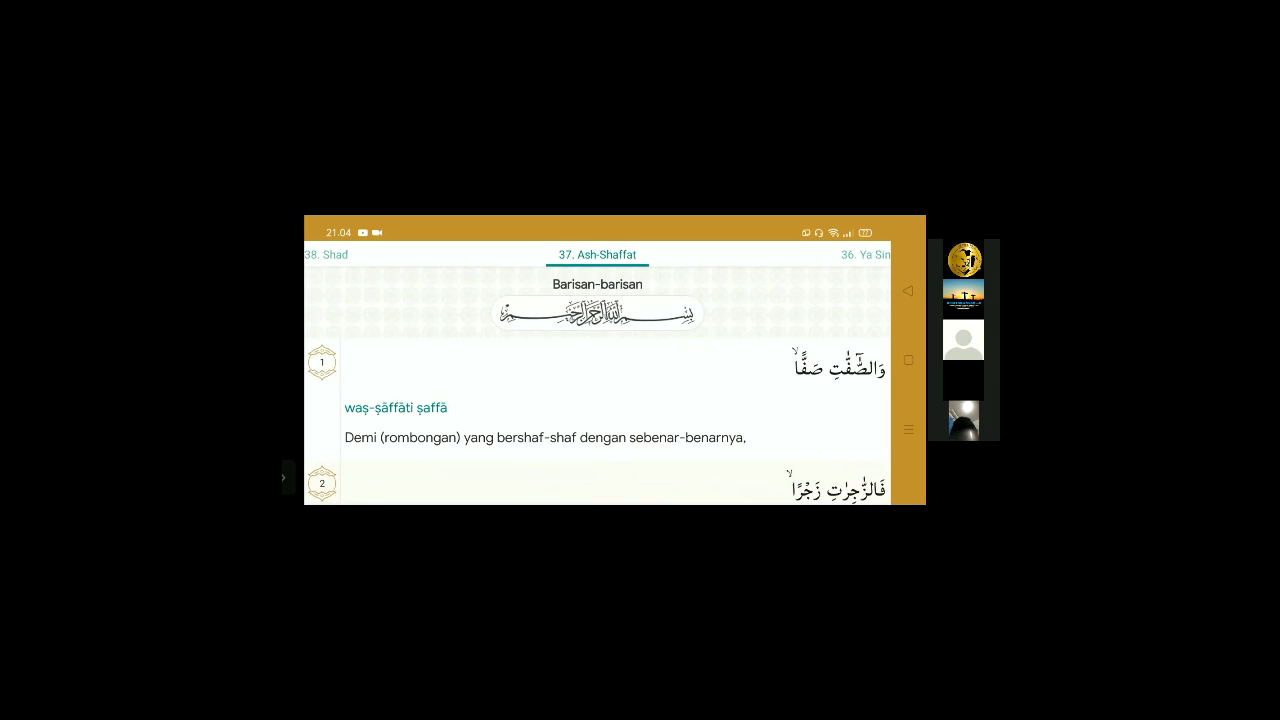 21.04
77
38. Shad
37. Ash-Shaffat
36. Ya Sin
Barisan-barisan
بِسْمِ اللّٰهِ الرَّحْمٰنِ الرَّحِيْمِ
1
وَالصّٰۤفّٰتِ صَفًّاۙ
waṣ-ṣāffāti ṣaffā
Demi (rombongan) yang bershaf-shaf dengan sebenar-benarnya,
2
فَالزّٰجِرٰتِ زَجْرًاۙ